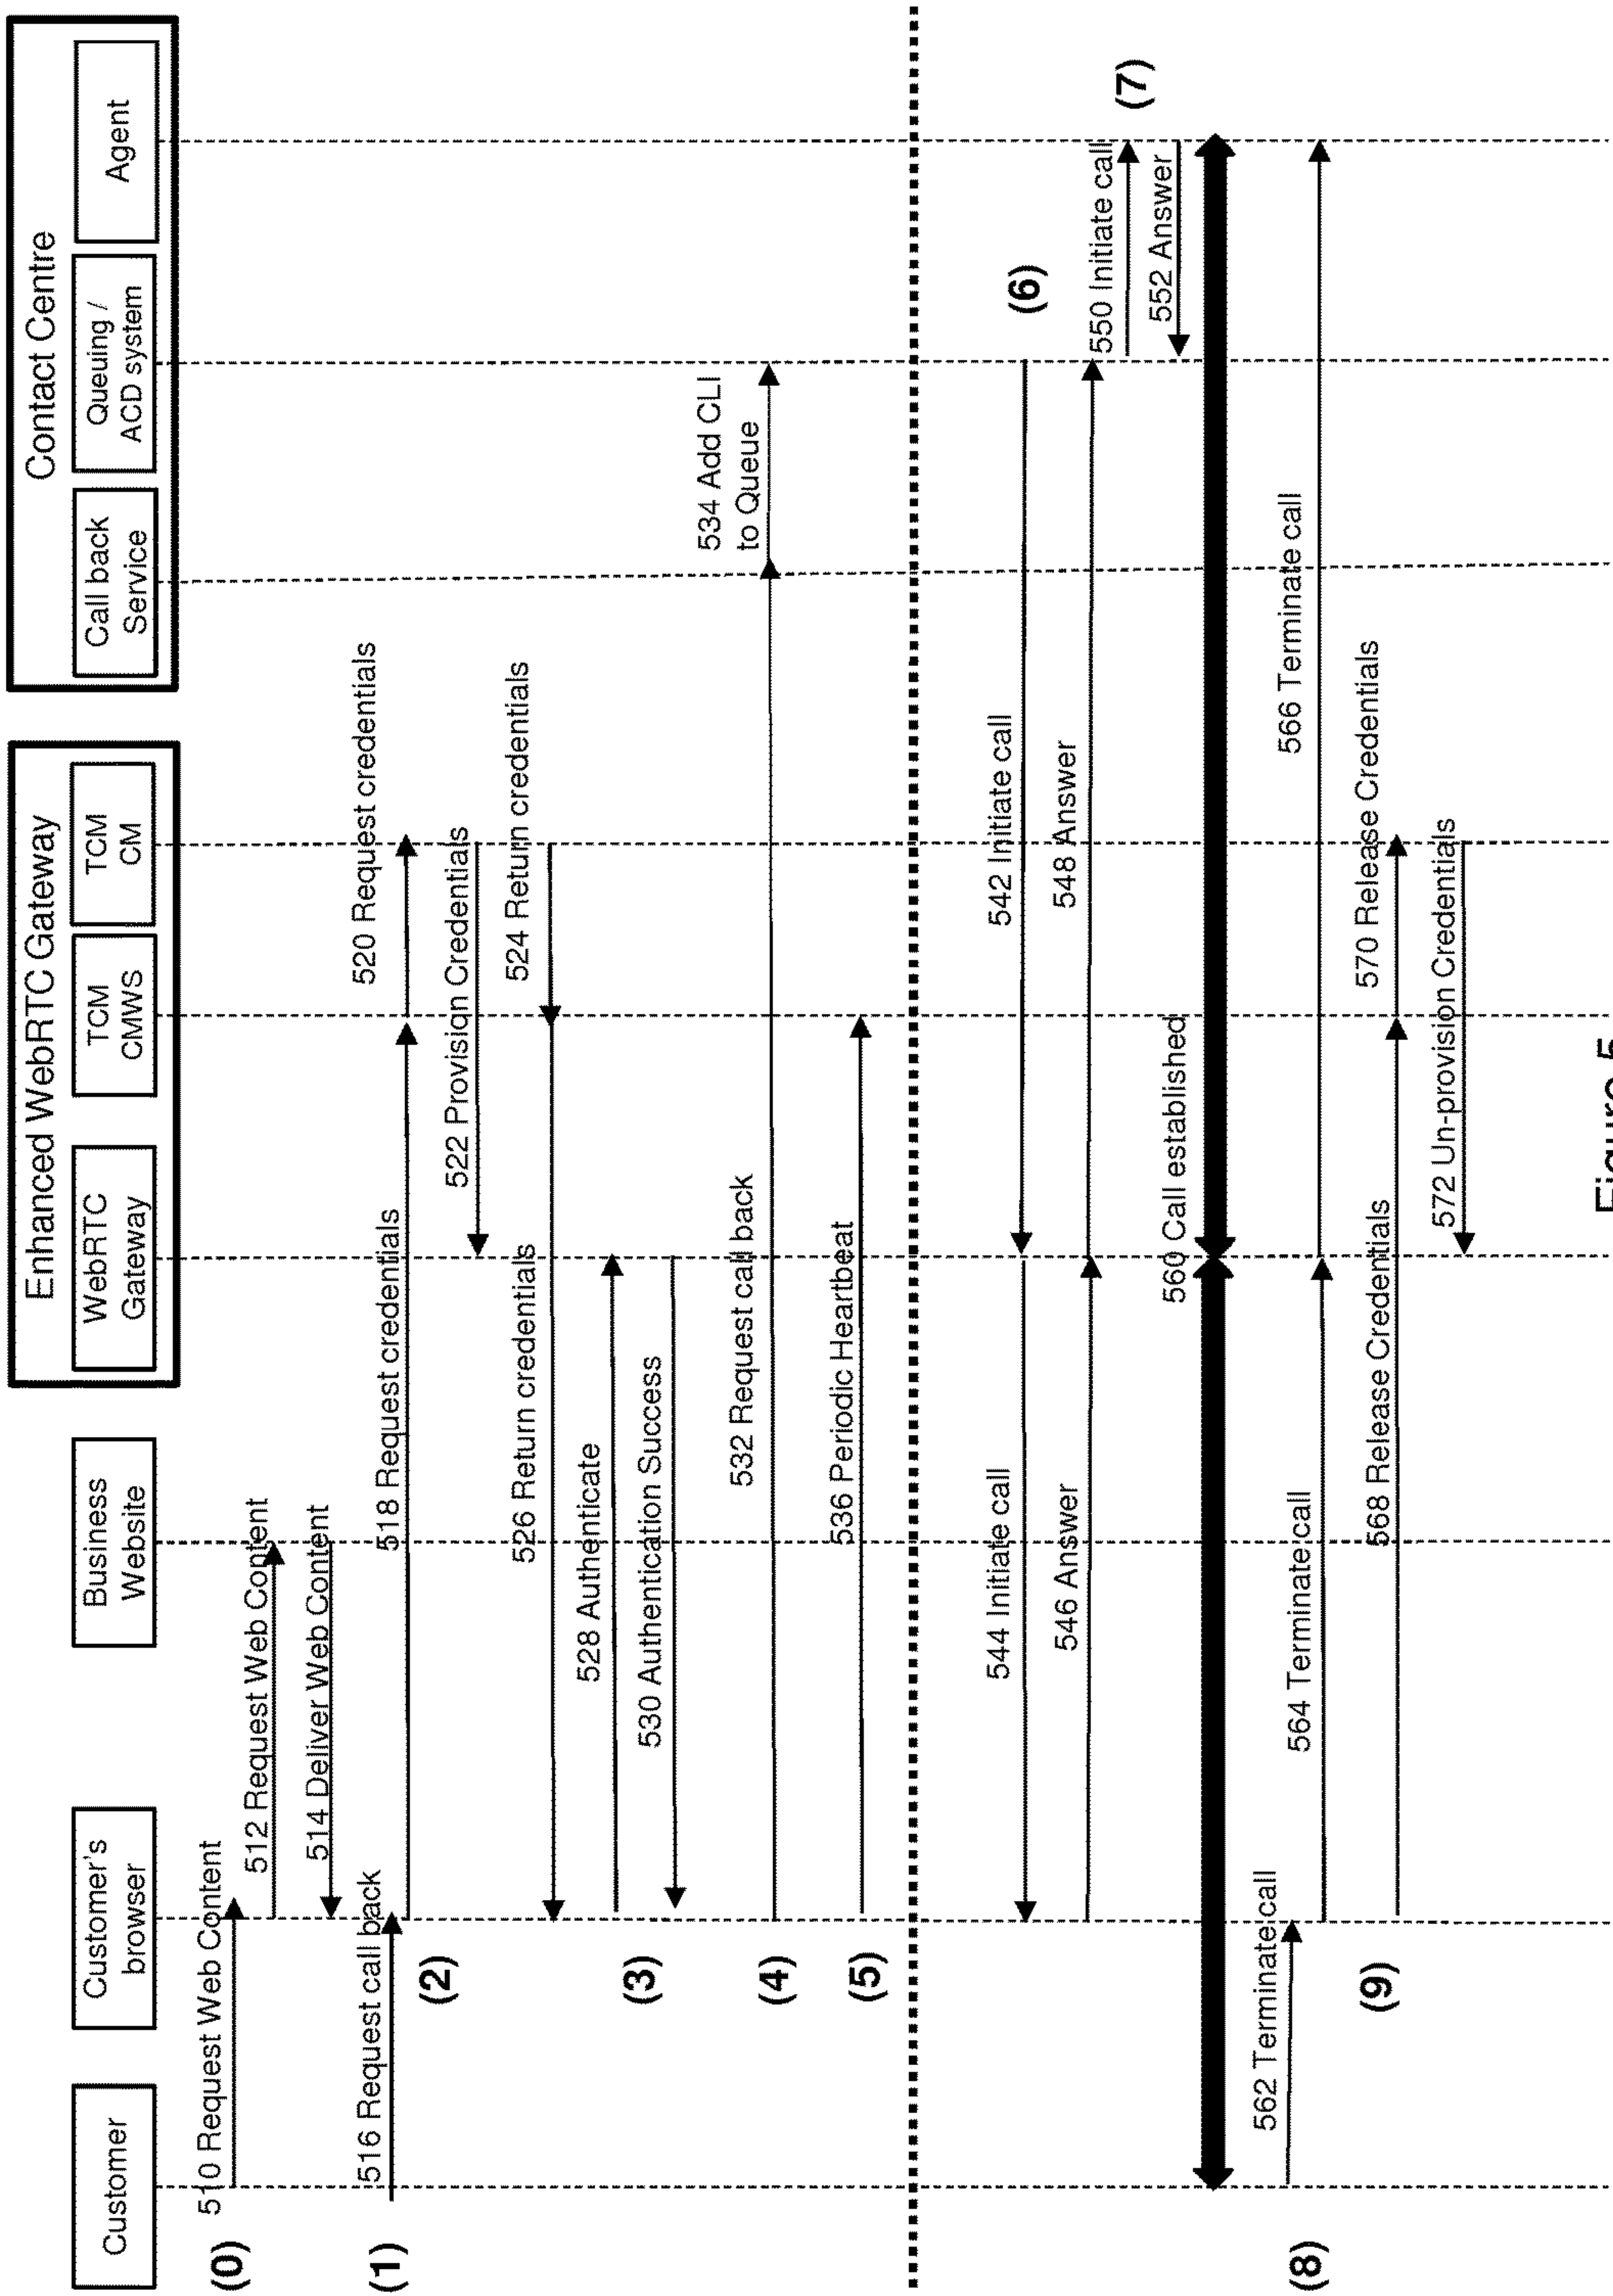 Enhanced WebRTC Gateway
Contact Centre
Customer
Customer's
browser
Business
Website
WebRTC
Gateway
TCM
CMWS
TCM
CM
Call back
Service
Queuing /
ACD system
Agent
(0)
510 Request Web Content
512 Request Web Content
514 Deliver Web Content
(1)
516 Request call back
(2)
518 Request credentials
520 Request credentials
522 Provision Credentials
524 Return credentials
526 Return credentials
(3)
528 Authenticate
530 Authentication Success
(4)
532 Request call back
534 Add CLI
to Queue
(5)
536 Periodic Heartbeat
(6)
542 Initiate call
544 Initiate call
546 Answer
548 Answer
(7)
550 Initiate call
552 Answer
560 Call established
(8)
562 Terminate call
564 Terminate call
566 Terminate call
(9)
568 Release Credentials
570 Release Credentials
572 Un-provision Credentials
Figure 5